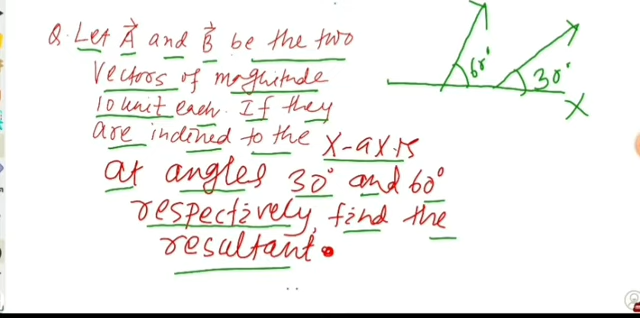 Q. Let A⃗ and B⃗ be the two
vectors of magnitude
10 unit each. If they
are inclined to the X-axis
at angles 30° and 60°
respectively, find the
resultant.
60°
30°
X